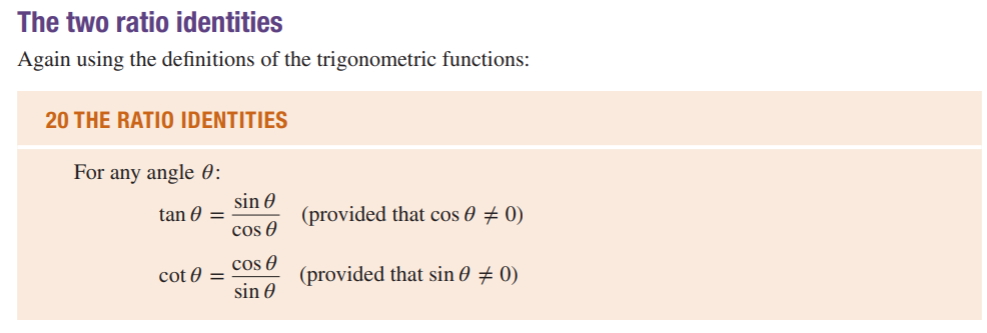 The two ratio identities
Again using the definitions of the trigonometric functions:
20 THE RATIO IDENTITIES
For any angle θ:
tan θ = sin θ / cos θ (provided that cos θ ≠ 0)
cot θ = cos θ / sin θ (provided that sin θ ≠ 0)